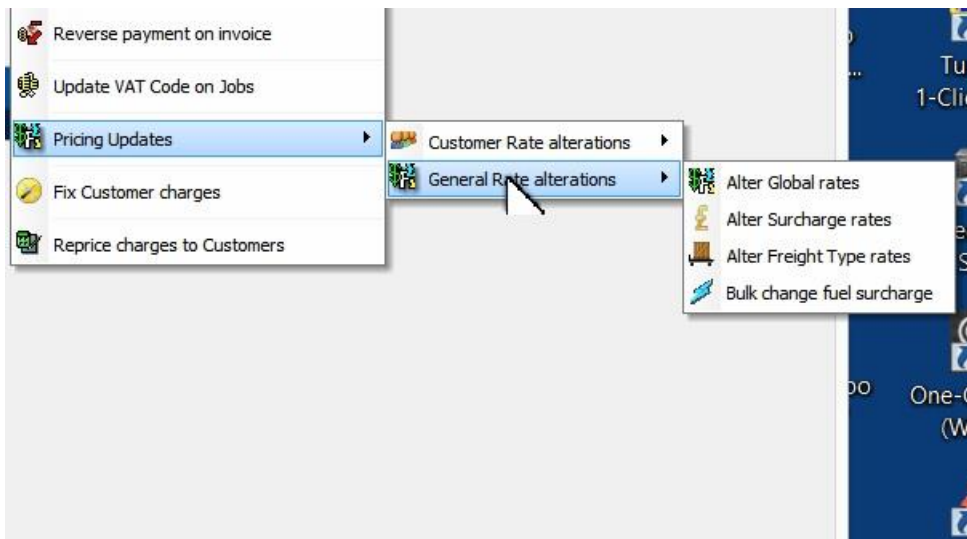 Reverse payment on invoice
Update VAT Code on Jobs
Pricing Updates
Fix Customer charges
Reprice charges to Customers
Customer Rate alterations
General Rate alterations
Alter Global rates
Alter Surcharge rates
Alter Freight Type rates
Bulk change fuel surcharge
...
Tu
1-Cli
One-
(W